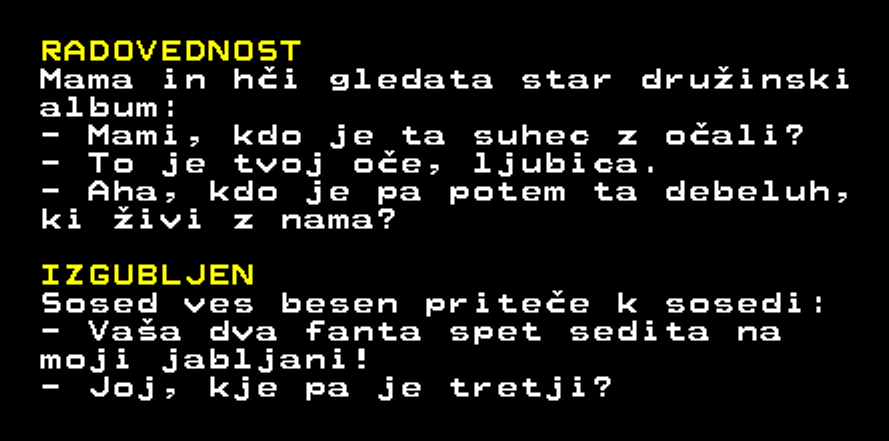 RADOVEDNOST
Mama in hči gledata star družinski
album:
- Mami, kdo je ta suhec z očali?
- To je tvoj oče, ljubica.
- Aha, kdo je pa potem ta debeluh,
ki živi z nama?
IZGUBLJEN
Sosed ves besen priteče k sosedi:
- Vaša dva fanta spet sedita na
moji jabljani!
- Joj, kje pa je tretji?